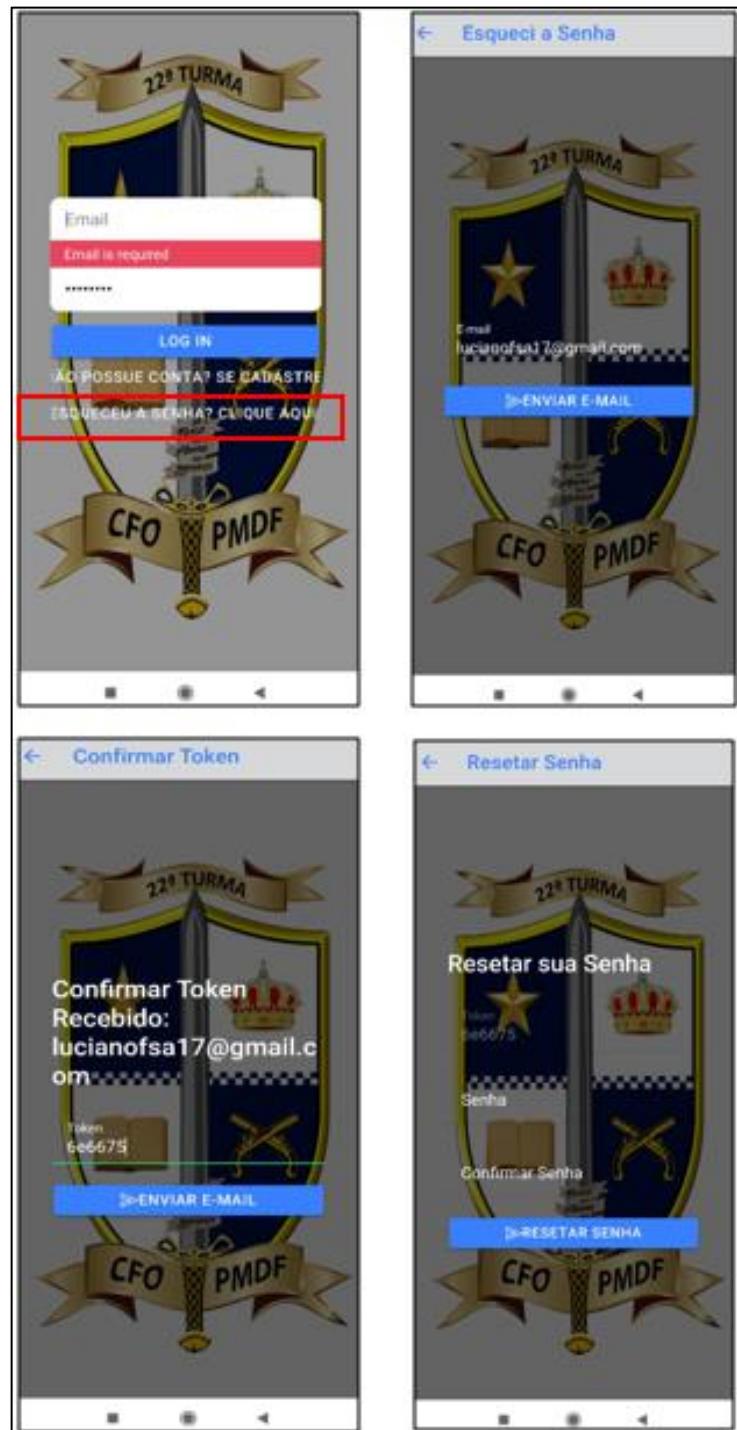 22ª TURMA
Email
Email is required
••••••••
LOG IN
ÃO POSSUE CONTA? SE CADASTRE
ESQUECEU A SENHA? CLIQUE AQUI
CFO PMDF
Esqueci a Senha
22ª TURMA
E-mail
lucianofsa17@gmail.com
ENVIAR E-MAIL
CFO PMDF
Confirmar Token
22ª TURMA
Confirmar Token
Recebido:
lucianofsa17@gmail.c
om
Token
6e6675
ENVIAR E-MAIL
CFO PMDF
Resetar Senha
22ª TURMA
Resetar sua Senha
Token
6e6675
Senha
Confirmar Senha
RESETAR SENHA
CFO PMDF